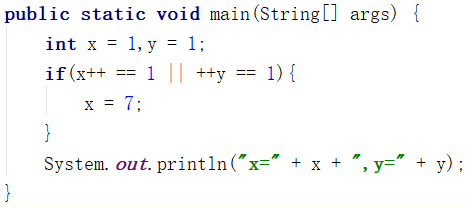 public static void main(String[] args) {
int x = 1, y = 1;
if(x++ == 1 || ++y == 1){
x = 7;
}
System.out.println("x=" + x + ",y=" + y);
}